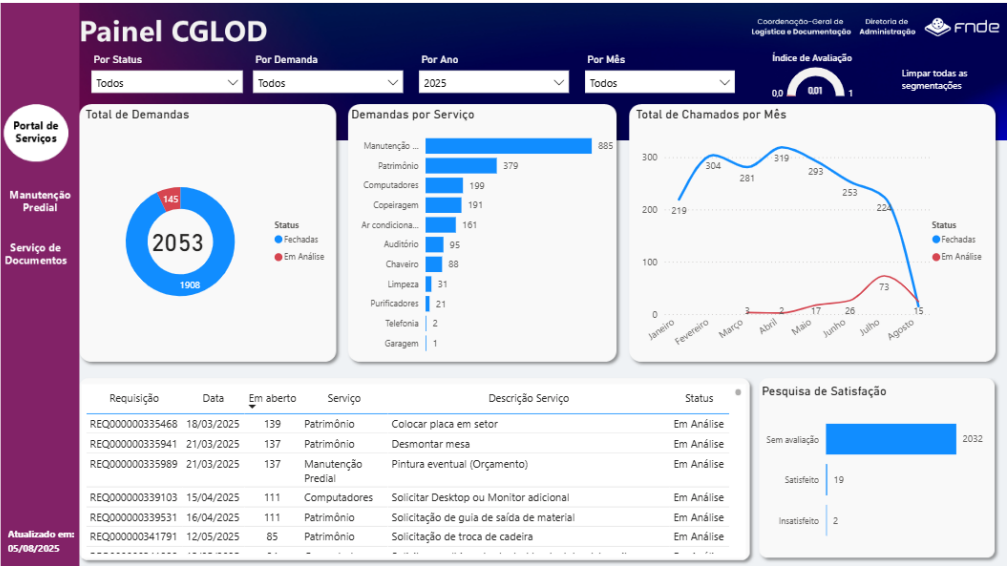 Painel CGLOD
Coordenação-Geral de
Logística e Documentação
Diretoria de
Administração
FNDE
Por Status
Todos
Por Demanda
Todos
Por Ano
2025
Por Mês
Todos
Índice de Avaliação
0,0
0,01
1
Limpar todas as
segmentações
Portal de
Serviços
Manutenção
Predial
Serviço de
Documentos
Atualizado em:
05/08/2025
Total de Demandas
145
2053
1908
Status
Fechadas
Em Análise
Demandas por Serviço
Manutenção ... 885
Patrimônio 379
Computadores 199
Copeiragem 191
Ar condiciona... 161
Auditório 95
Chaveiro 88
Limpeza 31
Purificadores 21
Telefonia 2
Garagem 1
Total de Chamados por Mês
300
200
100
0
219
304
281
319
293
253
224
3
2
17
26
73
15
Janeiro
Fevereiro
Março
Abril
Maio
Junho
Julho
Agosto
Status
Fechadas
Em Análise
Requisição Data Em aberto Serviço Descrição Serviço Status
REQ000000335468 18/03/2025 139 Patrimônio Colocar placa em setor Em Análise
REQ000000335941 21/03/2025 137 Patrimônio Desmontar mesa Em Análise
REQ000000335989 21/03/2025 137 Manutenção Pintura eventual (Orçamento) Em Análise
Predial
REQ000000339103 15/04/2025 111 Computadores Solicitar Desktop ou Monitor adicional Em Análise
REQ000000339531 16/04/2025 111 Patrimônio Solicitação de guia de saída de material Em Análise
REQ000000341791 12/05/2025 85 Patrimônio Solicitação de troca de cadeira Em Análise
Pesquisa de Satisfação
Sem avaliação 2032
Satisfeito 19
Insatisfeito 2